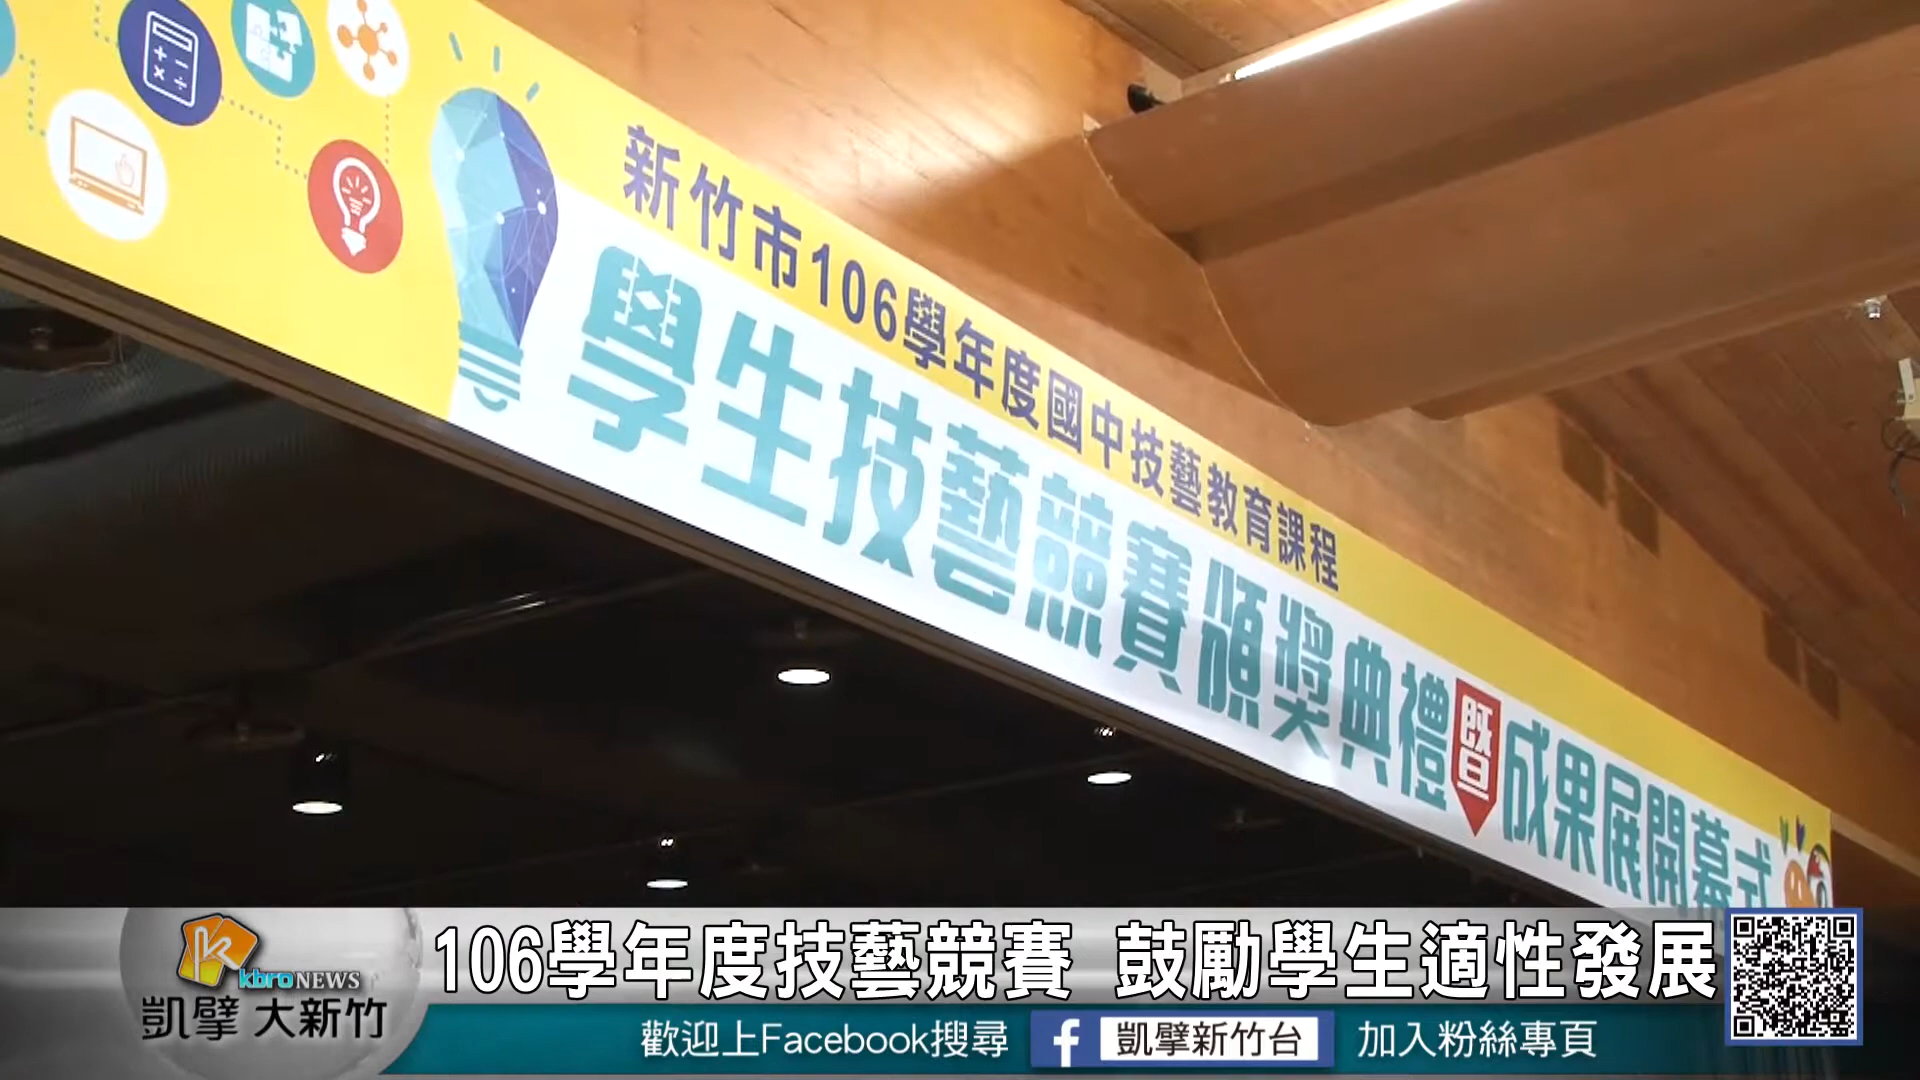 新竹市106學年度國中技藝教育課程
學生技藝競賽頒獎典禮暨成果展開幕式
106學年度技藝競賽 鼓勵學生適性發展
kbro NEWS
凱擘 大新竹
歡迎上Facebook搜尋 f 凱擘新竹台 加入粉絲專頁